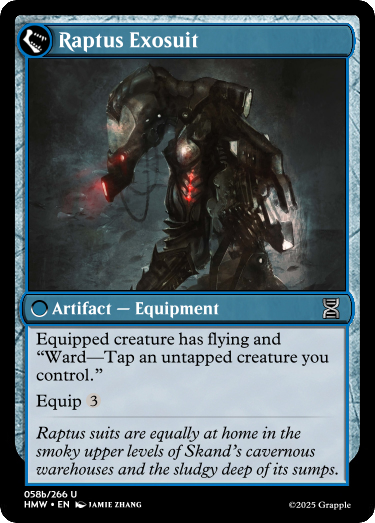 Raptus Exosuit
Artifact — Equipment
Equipped creature has flying and
“Ward—Tap an untapped creature you
control.”
Equip 3
Raptus suits are equally at home in the
smoky upper levels of Skand's cavernous
warehouses and the sludgy deep of its sumps.
058b/266 U
HMW • EN JAMIE ZHANG
©2025 Grapple